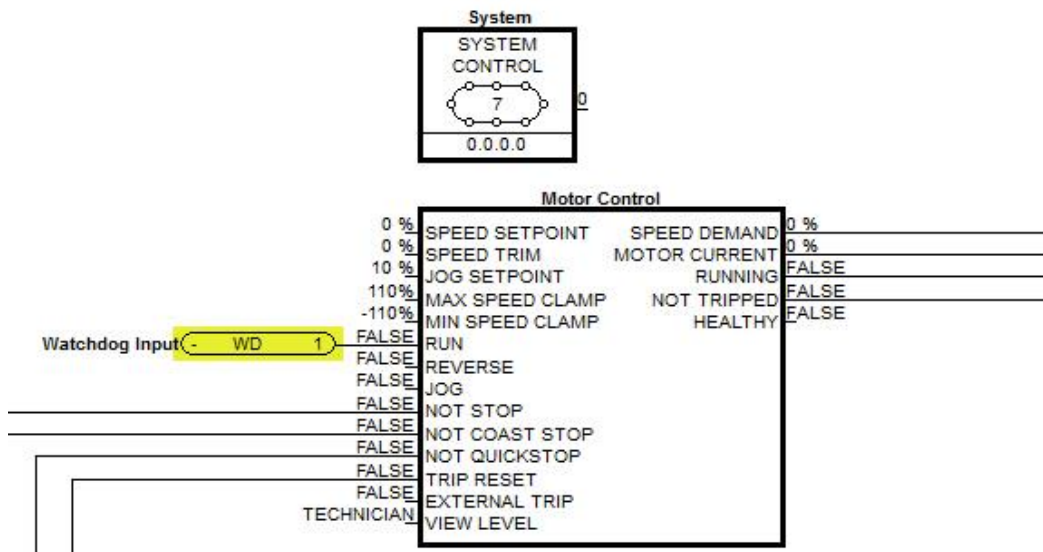 System
SYSTEM
CONTROL
7
0
0.0.0.0
Motor Control
0 % SPEED SETPOINT SPEED DEMAND 0 %
0 % SPEED TRIM MOTOR CURRENT 0 %
10 % JOG SETPOINT RUNNING FALSE
110% MAX SPEED CLAMP NOT TRIPPED FALSE
-110% MIN SPEED CLAMP HEALTHY FALSE
Watchdog Input - WD 1 FALSE RUN
FALSE REVERSE
FALSE JOG
FALSE NOT STOP
FALSE NOT COAST STOP
FALSE NOT QUICKSTOP
FALSE TRIP RESET
FALSE EXTERNAL TRIP
TECHNICIAN VIEW LEVEL